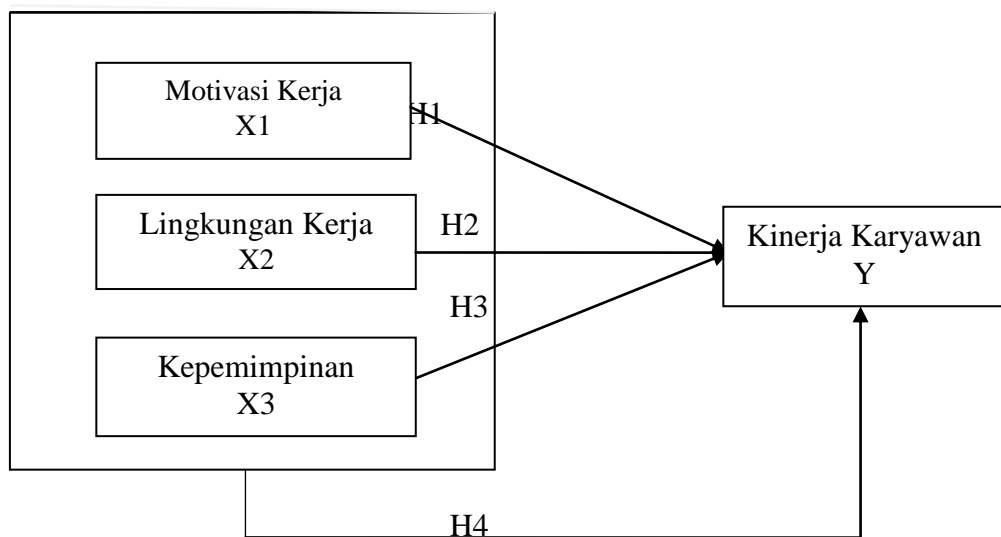 Motivasi Kerja
X1
H1
Lingkungan Kerja
X2
H2
Kinerja Karyawan
Y
H3
Kepemimpinan
X3
H4